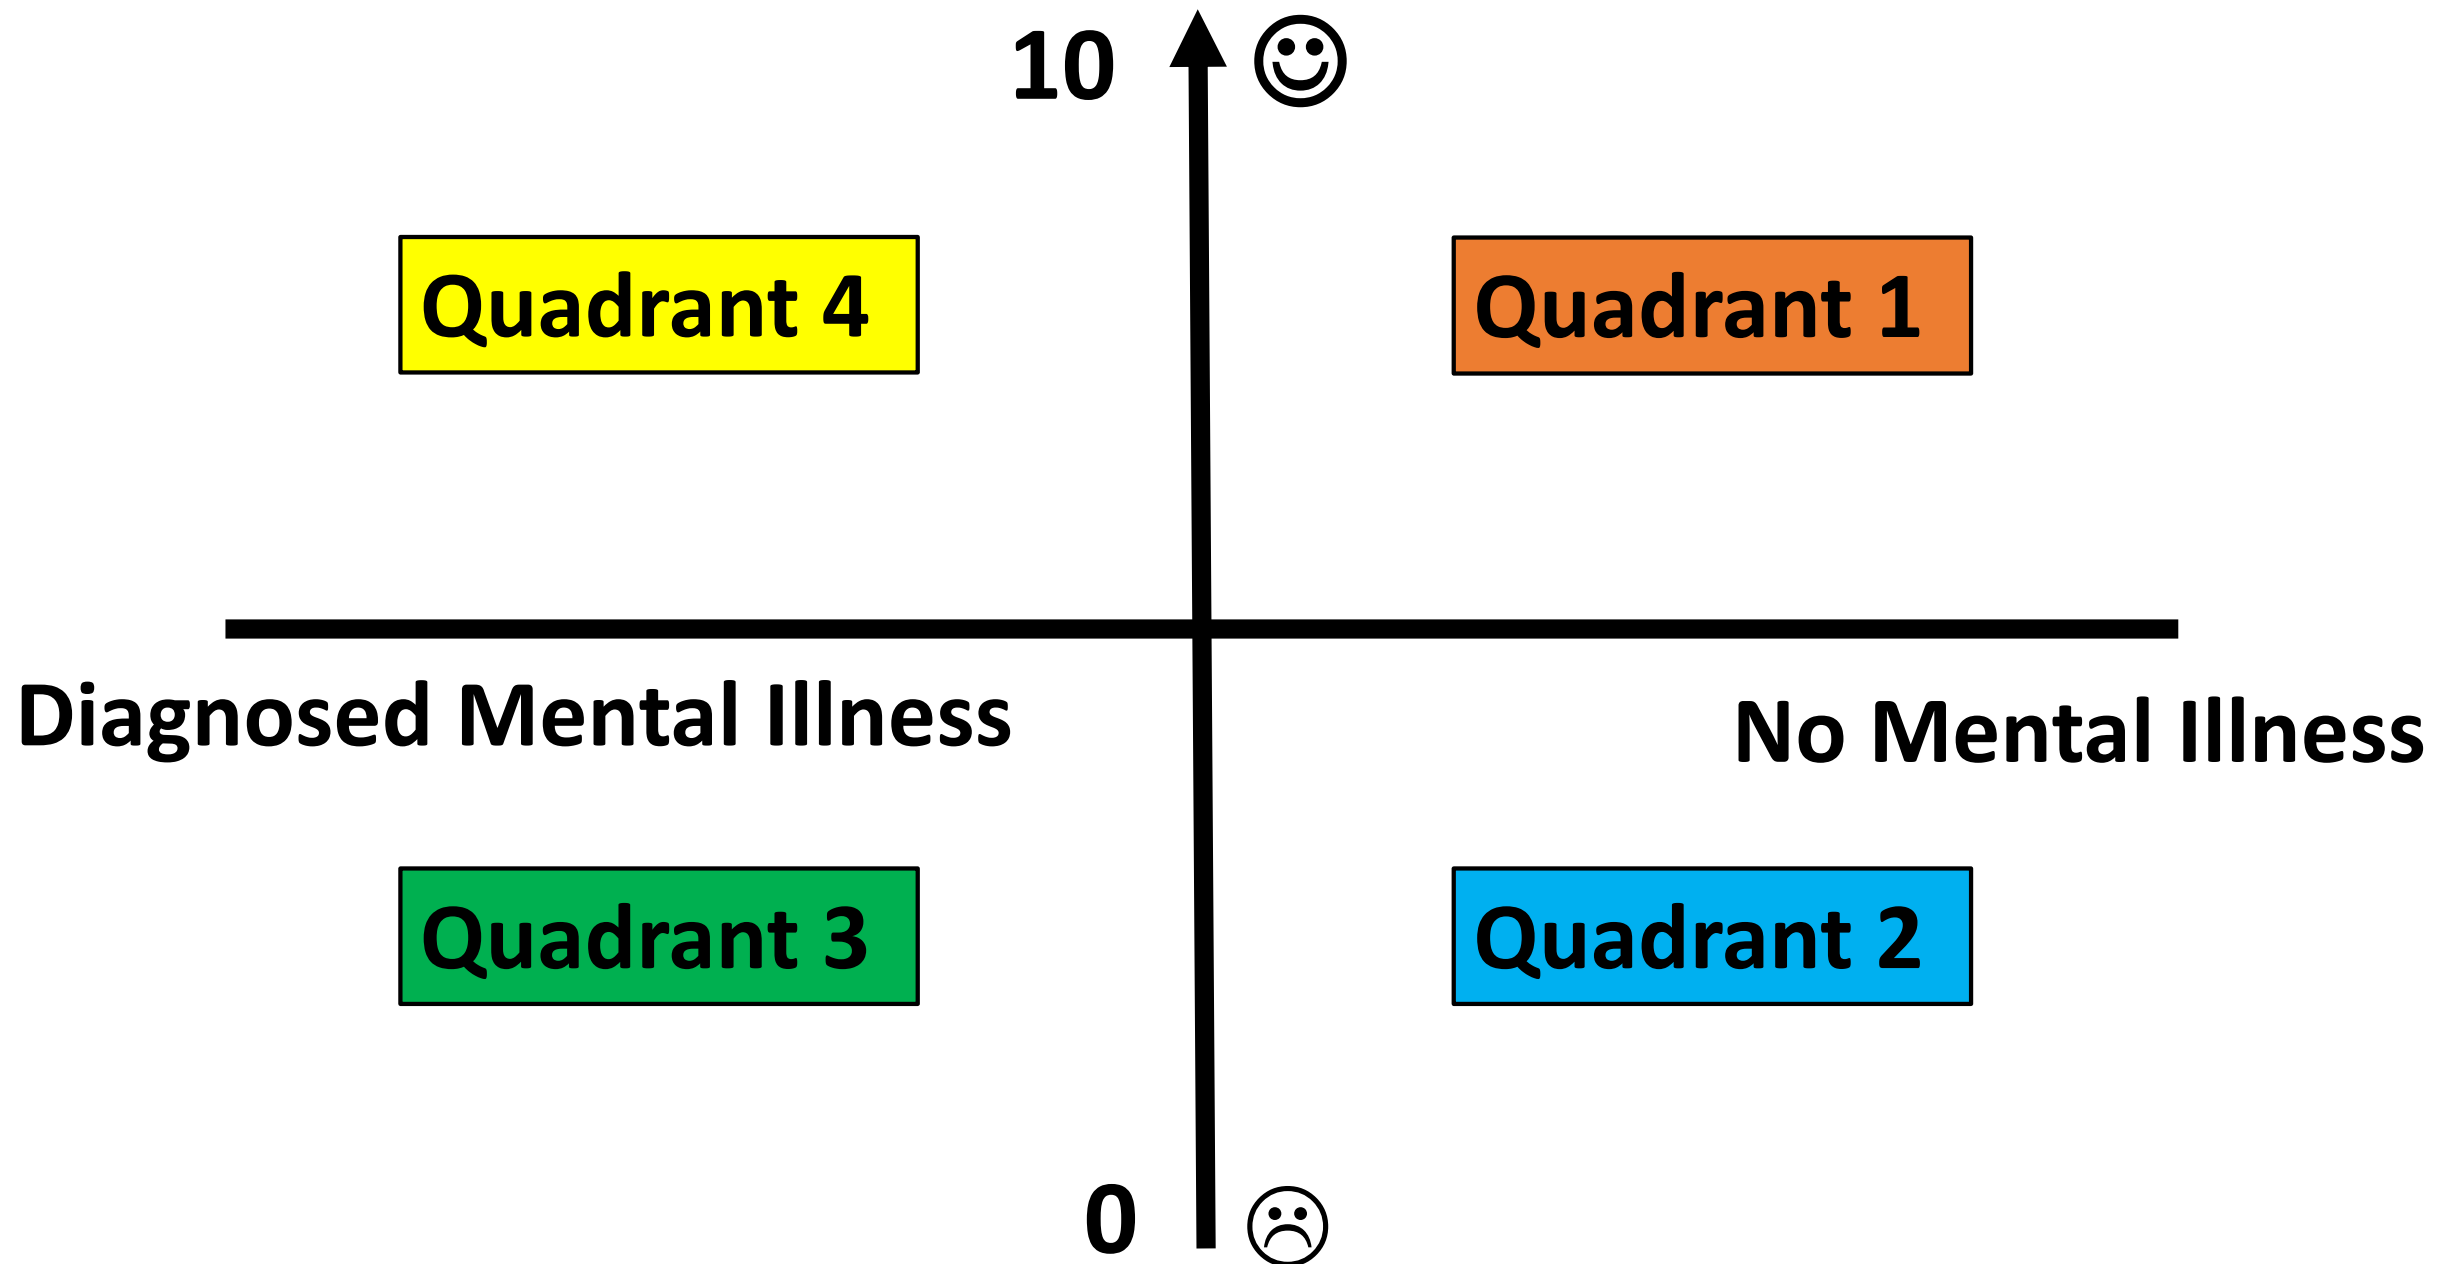 10
Quadrant 4
Quadrant 1
Diagnosed Mental Illness
No Mental Illness
Quadrant 3
Quadrant 2
0